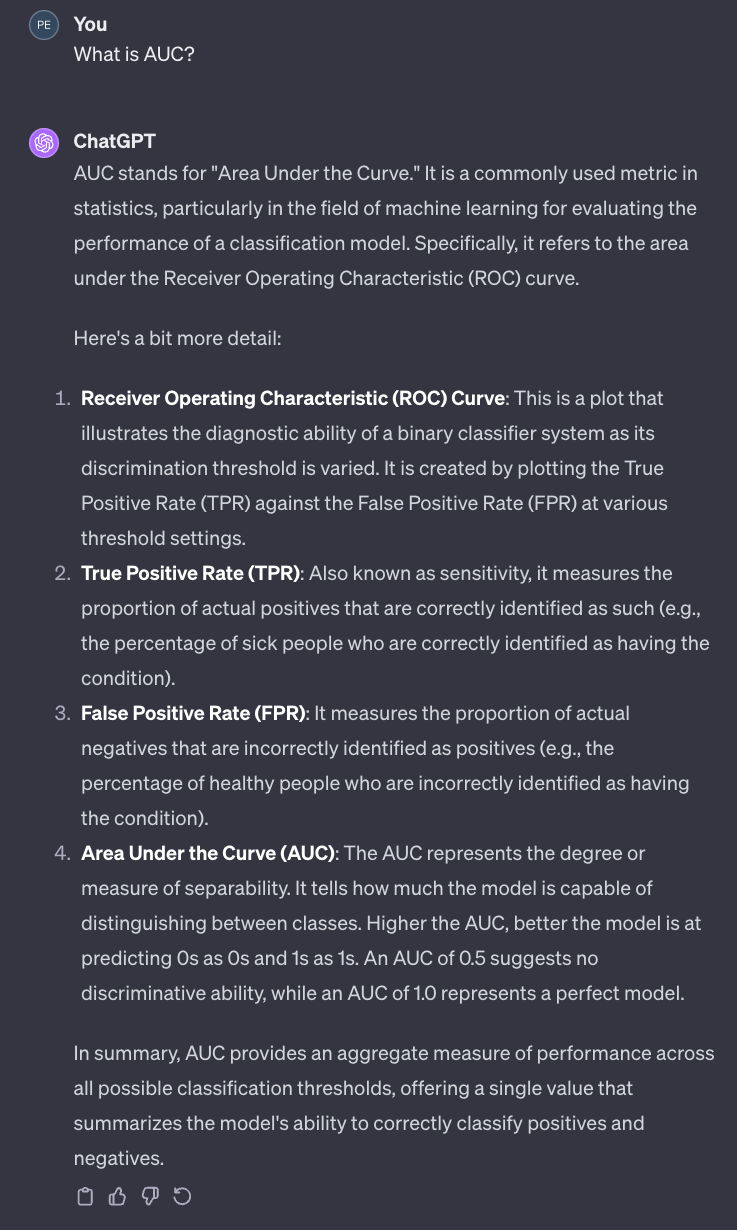 PE
You
What is AUC?
ChatGPT
AUC stands for "Area Under the Curve." It is a commonly used metric in
statistics, particularly in the field of machine learning for evaluating the
performance of a classification model. Specifically, it refers to the area
under the Receiver Operating Characteristic (ROC) curve.
Here's a bit more detail:
1. Receiver Operating Characteristic (ROC) Curve: This is a plot that
illustrates the diagnostic ability of a binary classifier system as its
discrimination threshold is varied. It is created by plotting the True
Positive Rate (TPR) against the False Positive Rate (FPR) at various
threshold settings.
2. True Positive Rate (TPR): Also known as sensitivity, it measures the
proportion of actual positives that are correctly identified as such (e.g.,
the percentage of sick people who are correctly identified as having the
condition).
3. False Positive Rate (FPR): It measures the proportion of actual
negatives that are incorrectly identified as positives (e.g., the
percentage of healthy people who are incorrectly identified as having
the condition).
4. Area Under the Curve (AUC): The AUC represents the degree or
measure of separability. It tells how much the model is capable of
distinguishing between classes. Higher the AUC, better the model is at
predicting 0s as 0s and 1s as 1s. An AUC of 0.5 suggests no
discriminative ability, while an AUC of 1.0 represents a perfect model.
In summary, AUC provides an aggregate measure of performance across
all possible classification thresholds, offering a single value that
summarizes the model's ability to correctly classify positives and
negatives.